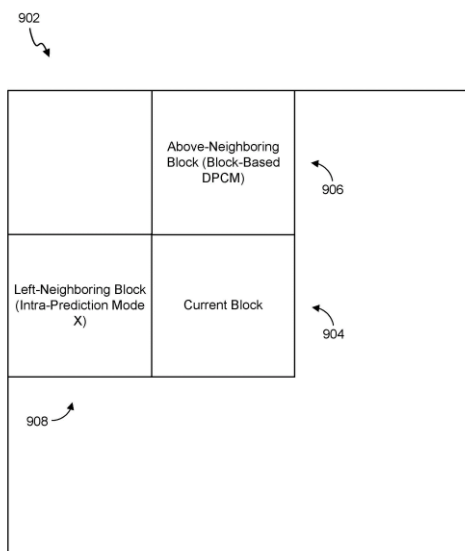 902
Above-Neighboring
Block (Block-Based
DPCM)
906
Left-Neighboring Block
(Intra-Prediction Mode
X)
Current Block
904
908